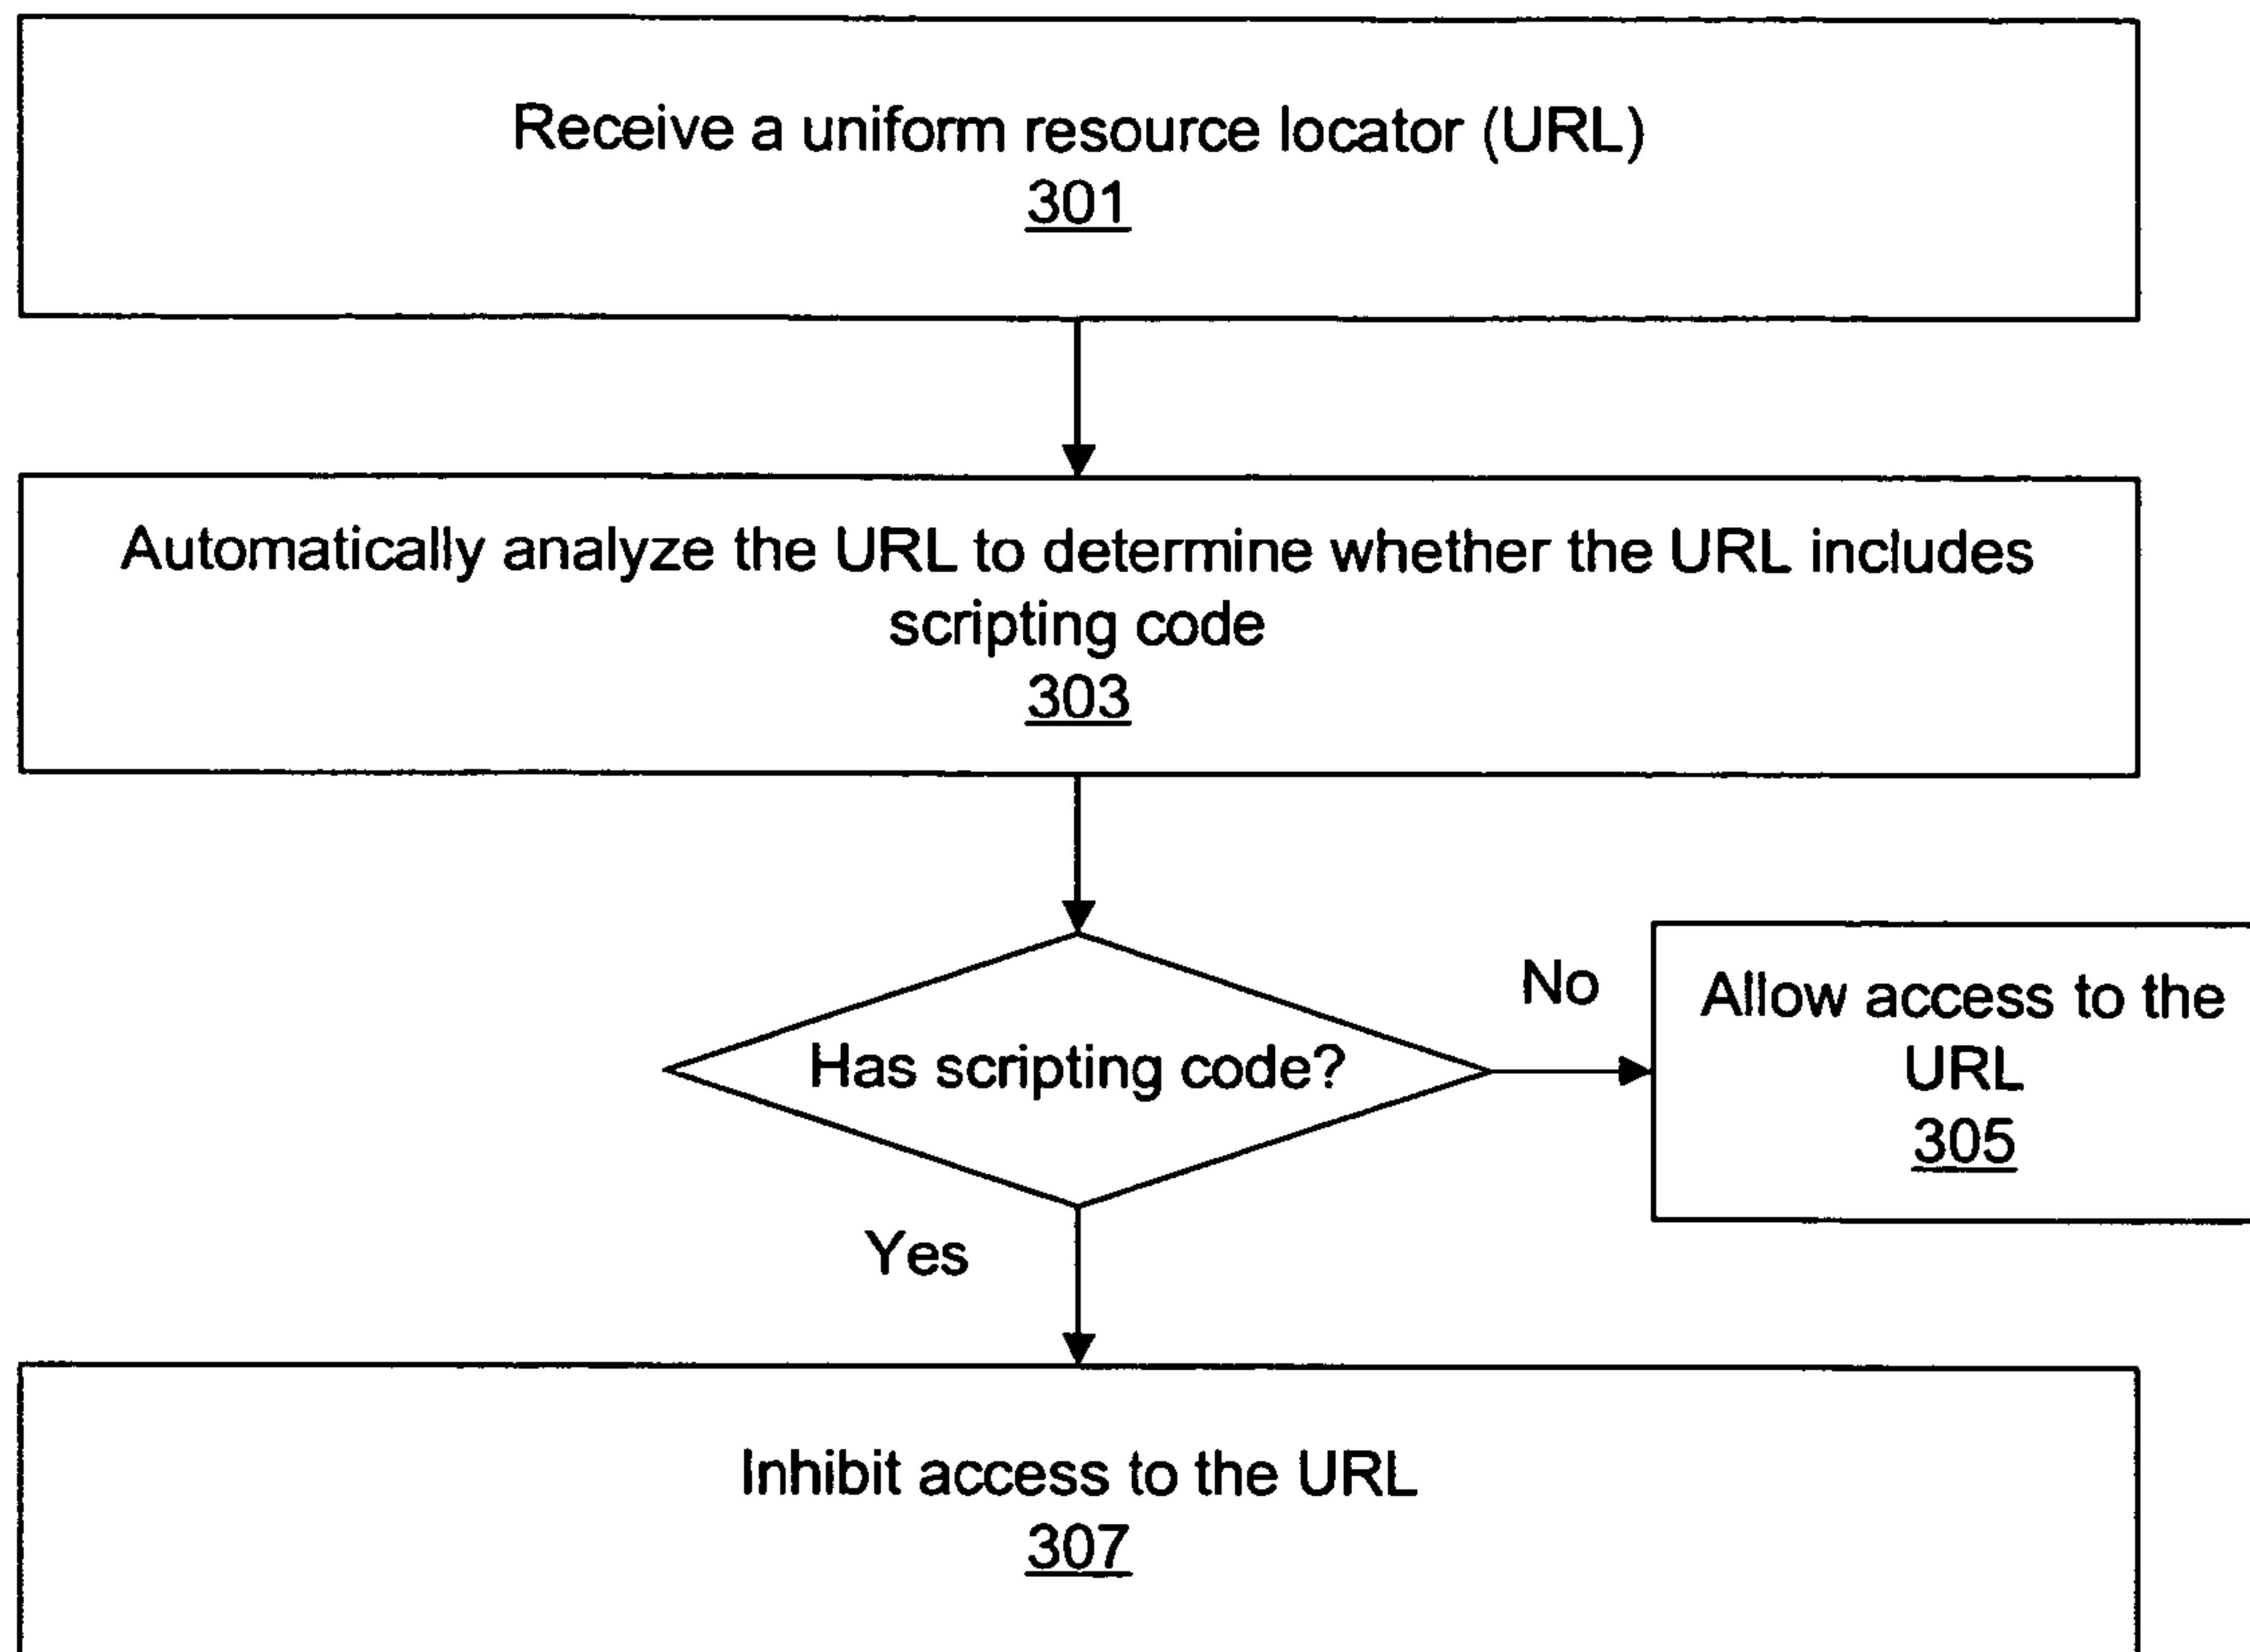 Receive a uniform resource locator (URL)
301
Automatically analyze the URL to determine whether the URL includes
scripting code
303
Has scripting code?
No
Allow access to the
URL
305
Yes
Inhibit access to the URL
307